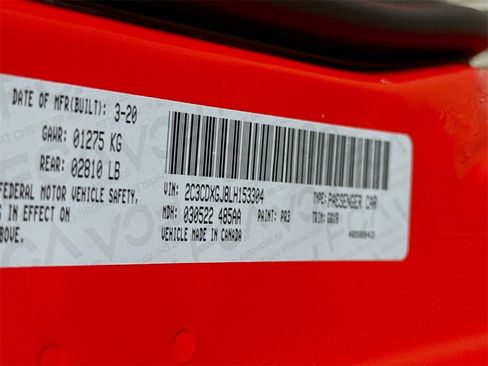 DATE OF MFR(BUILT): 3-20
GAWR: 01275 KG
REAR: 02810 LB
FEDERAL MOTOR VEHICLE SAFETY,
S IN EFFECT ON
BOVE.
VIN: 2C3CDXGJ8LH153304
TYPE: PASSENGER CAR
MDH: 030522 485AA PAINT: PR3 TRIM: GBX9
VEHICLE MADE IN CANADA